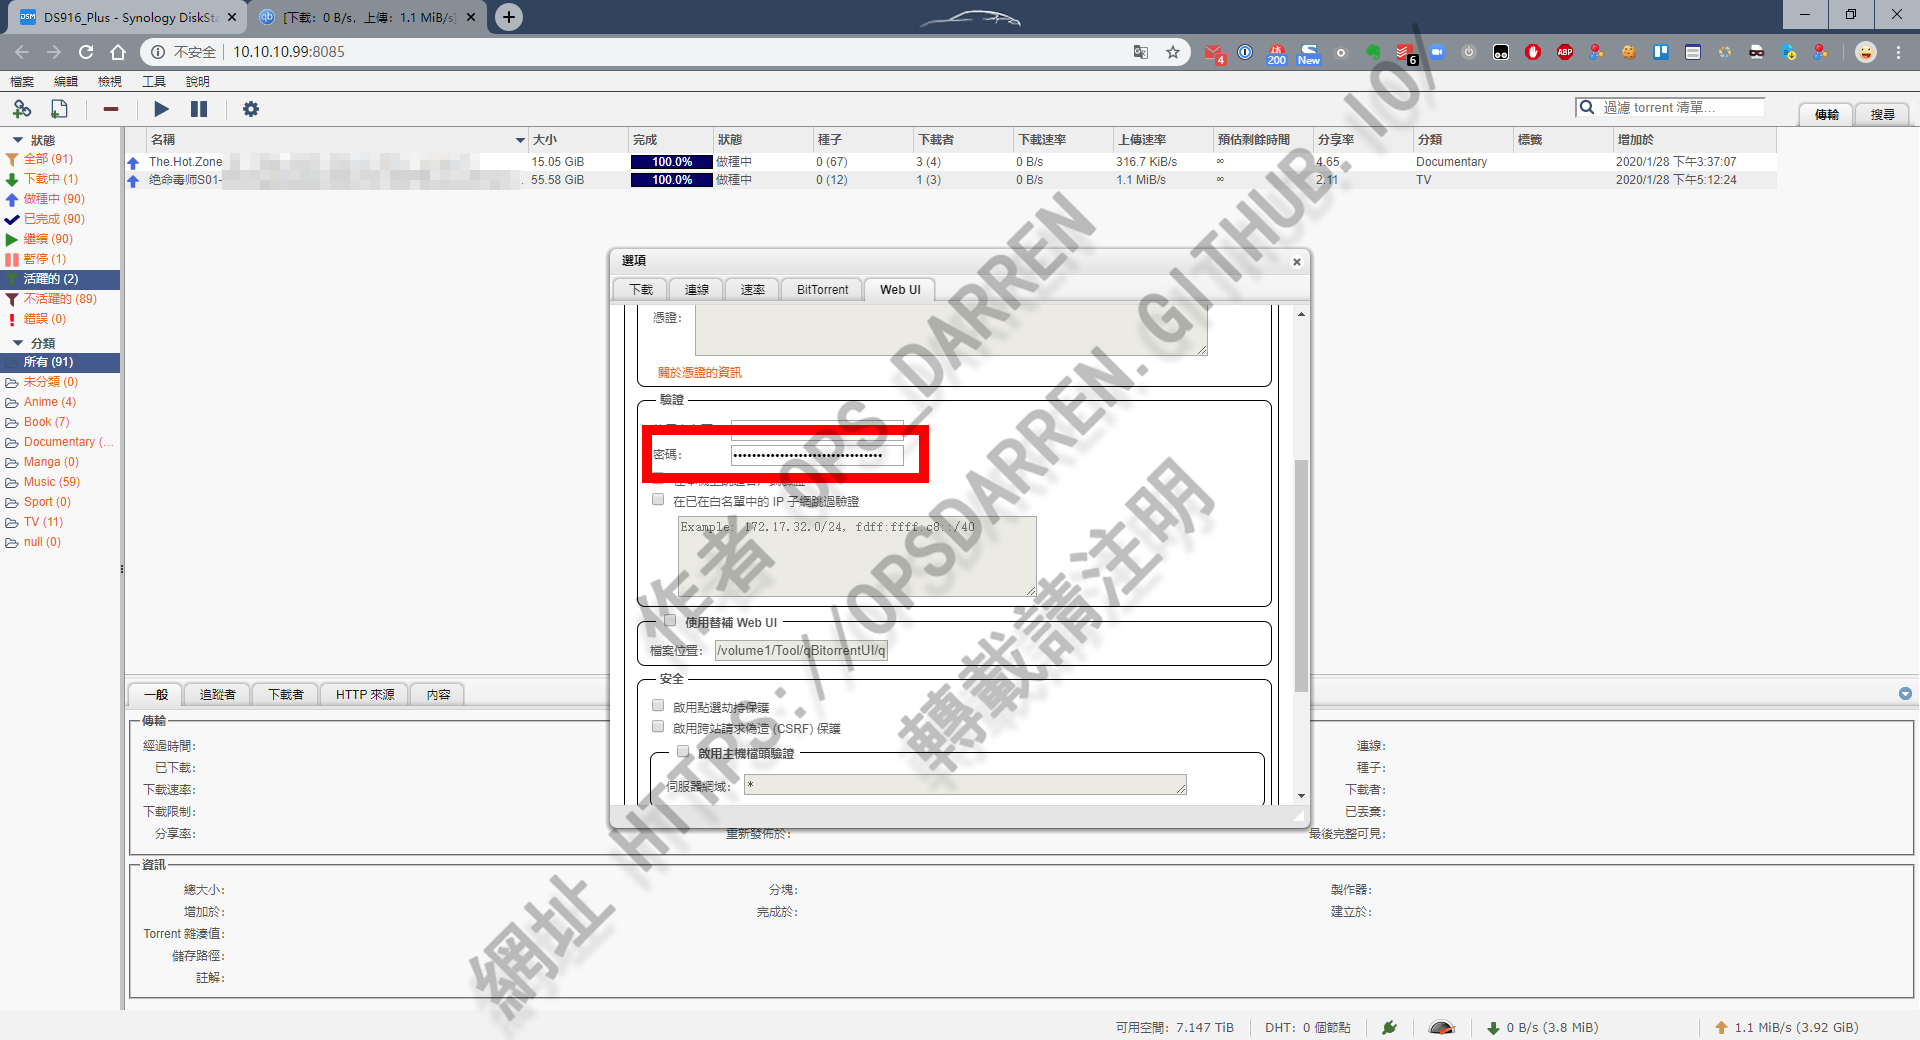 DS916_Plus - Synology DiskSta
[下載: 0 B/s, 上傳: 1.1 MiB/s]
不安全 10.10.10.99:8085
4 200 New 6 ABP
檔案 編輯 檢視 工具 說明
過濾 torrent 清單...
傳輸 搜尋
狀態
全部 (91)
下載中 (1)
做種中 (90)
已完成 (90)
繼續 (90)
暫停 (1)
活躍的 (2)
不活躍的 (89)
錯誤 (0)
分類
所有 (91)
未分類 (0)
Anime (4)
Book (7)
Documentary (...
Manga (0)
Music (59)
Sport (0)
TV (11)
null (0)
名稱 大小 完成 狀態 種子 下載者 下載速率 上傳速率 預估剩餘時間 分享率 分類 標籤 增加於
The.Hot.Zone 15.05 GiB 100.0% 做種中 0 (67) 3 (4) 0 B/s 316.7 KiB/s ∞ 4.65 Documentary 2020/1/28 下午3:37:07
绝命毒师S01- 55.58 GiB 100.0% 做種中 0 (12) 1 (3) 0 B/s 1.1 MiB/s ∞ 2.11 TV 2020/1/28 下午5:12:24
選項
下載 連線 速率 BitTorrent Web UI
憑證:
關於憑證的資訊
驗證
密碼: ••••••••••••••••••••••••••••••••
在已在白名單中的 IP 子網跳過驗證
Example: 172.17.32.0/24, fdff:ffff:c8::/40
使用替補 Web UI
檔案位置: /volume1/Tool/qBitorrentUI/q
安全
啟用點選劫持保護
啟用跨站請求偽造 (CSRF) 保護
啟用主機檔頭驗證
伺服器網域: *
一般 追蹤者 下載者 HTTP 來源 內容
傳輸
經過時間: 連線:
已下載: 種子:
下載速率: 下載者:
下載限制: 已丟棄:
分享率: 重新發佈於: 最後完整可見:
資訊
總大小: 分塊: 製作器:
增加於: 完成於: 建立於:
Torrent 雜湊值:
儲存路徑:
註解:
可用空間: 7.147 TiB DHT: 0 個節點 0 B/s (3.8 MiB) 1.1 MiB/s (3.92 GiB)
作者 OPS_DARREN
網址 HTTPS://OPSDARREN.GITHUB.IO/
轉載請注明